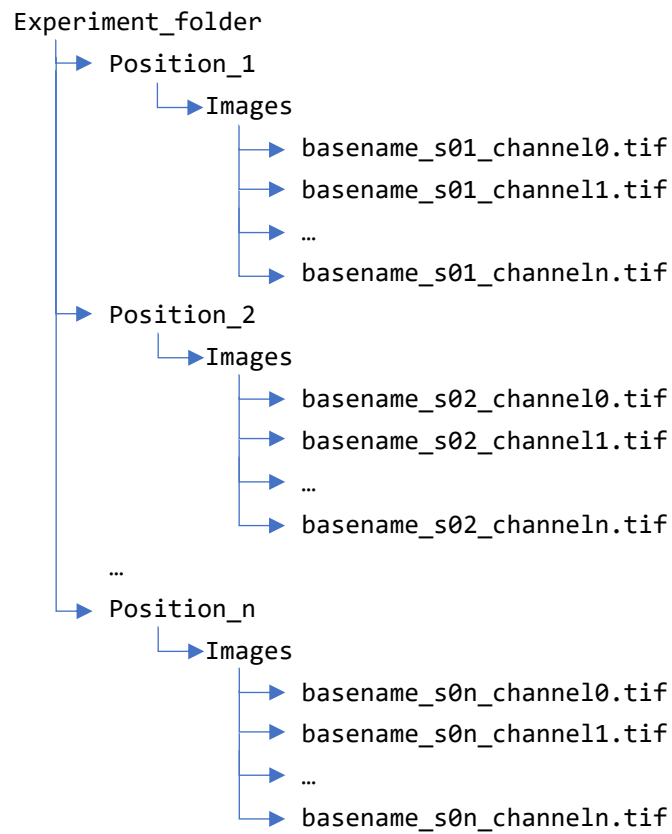 Experiment_folder
Position_1
Images
basename_s01_channel0.tif
basename_s01_channel1.tif
…
basename_s01_channeln.tif
Position_2
Images
basename_s02_channel0.tif
basename_s02_channel1.tif
…
basename_s02_channeln.tif
…
Position_n
Images
basename_s0n_channel0.tif
basename_s0n_channel1.tif
…
basename_s0n_channeln.tif